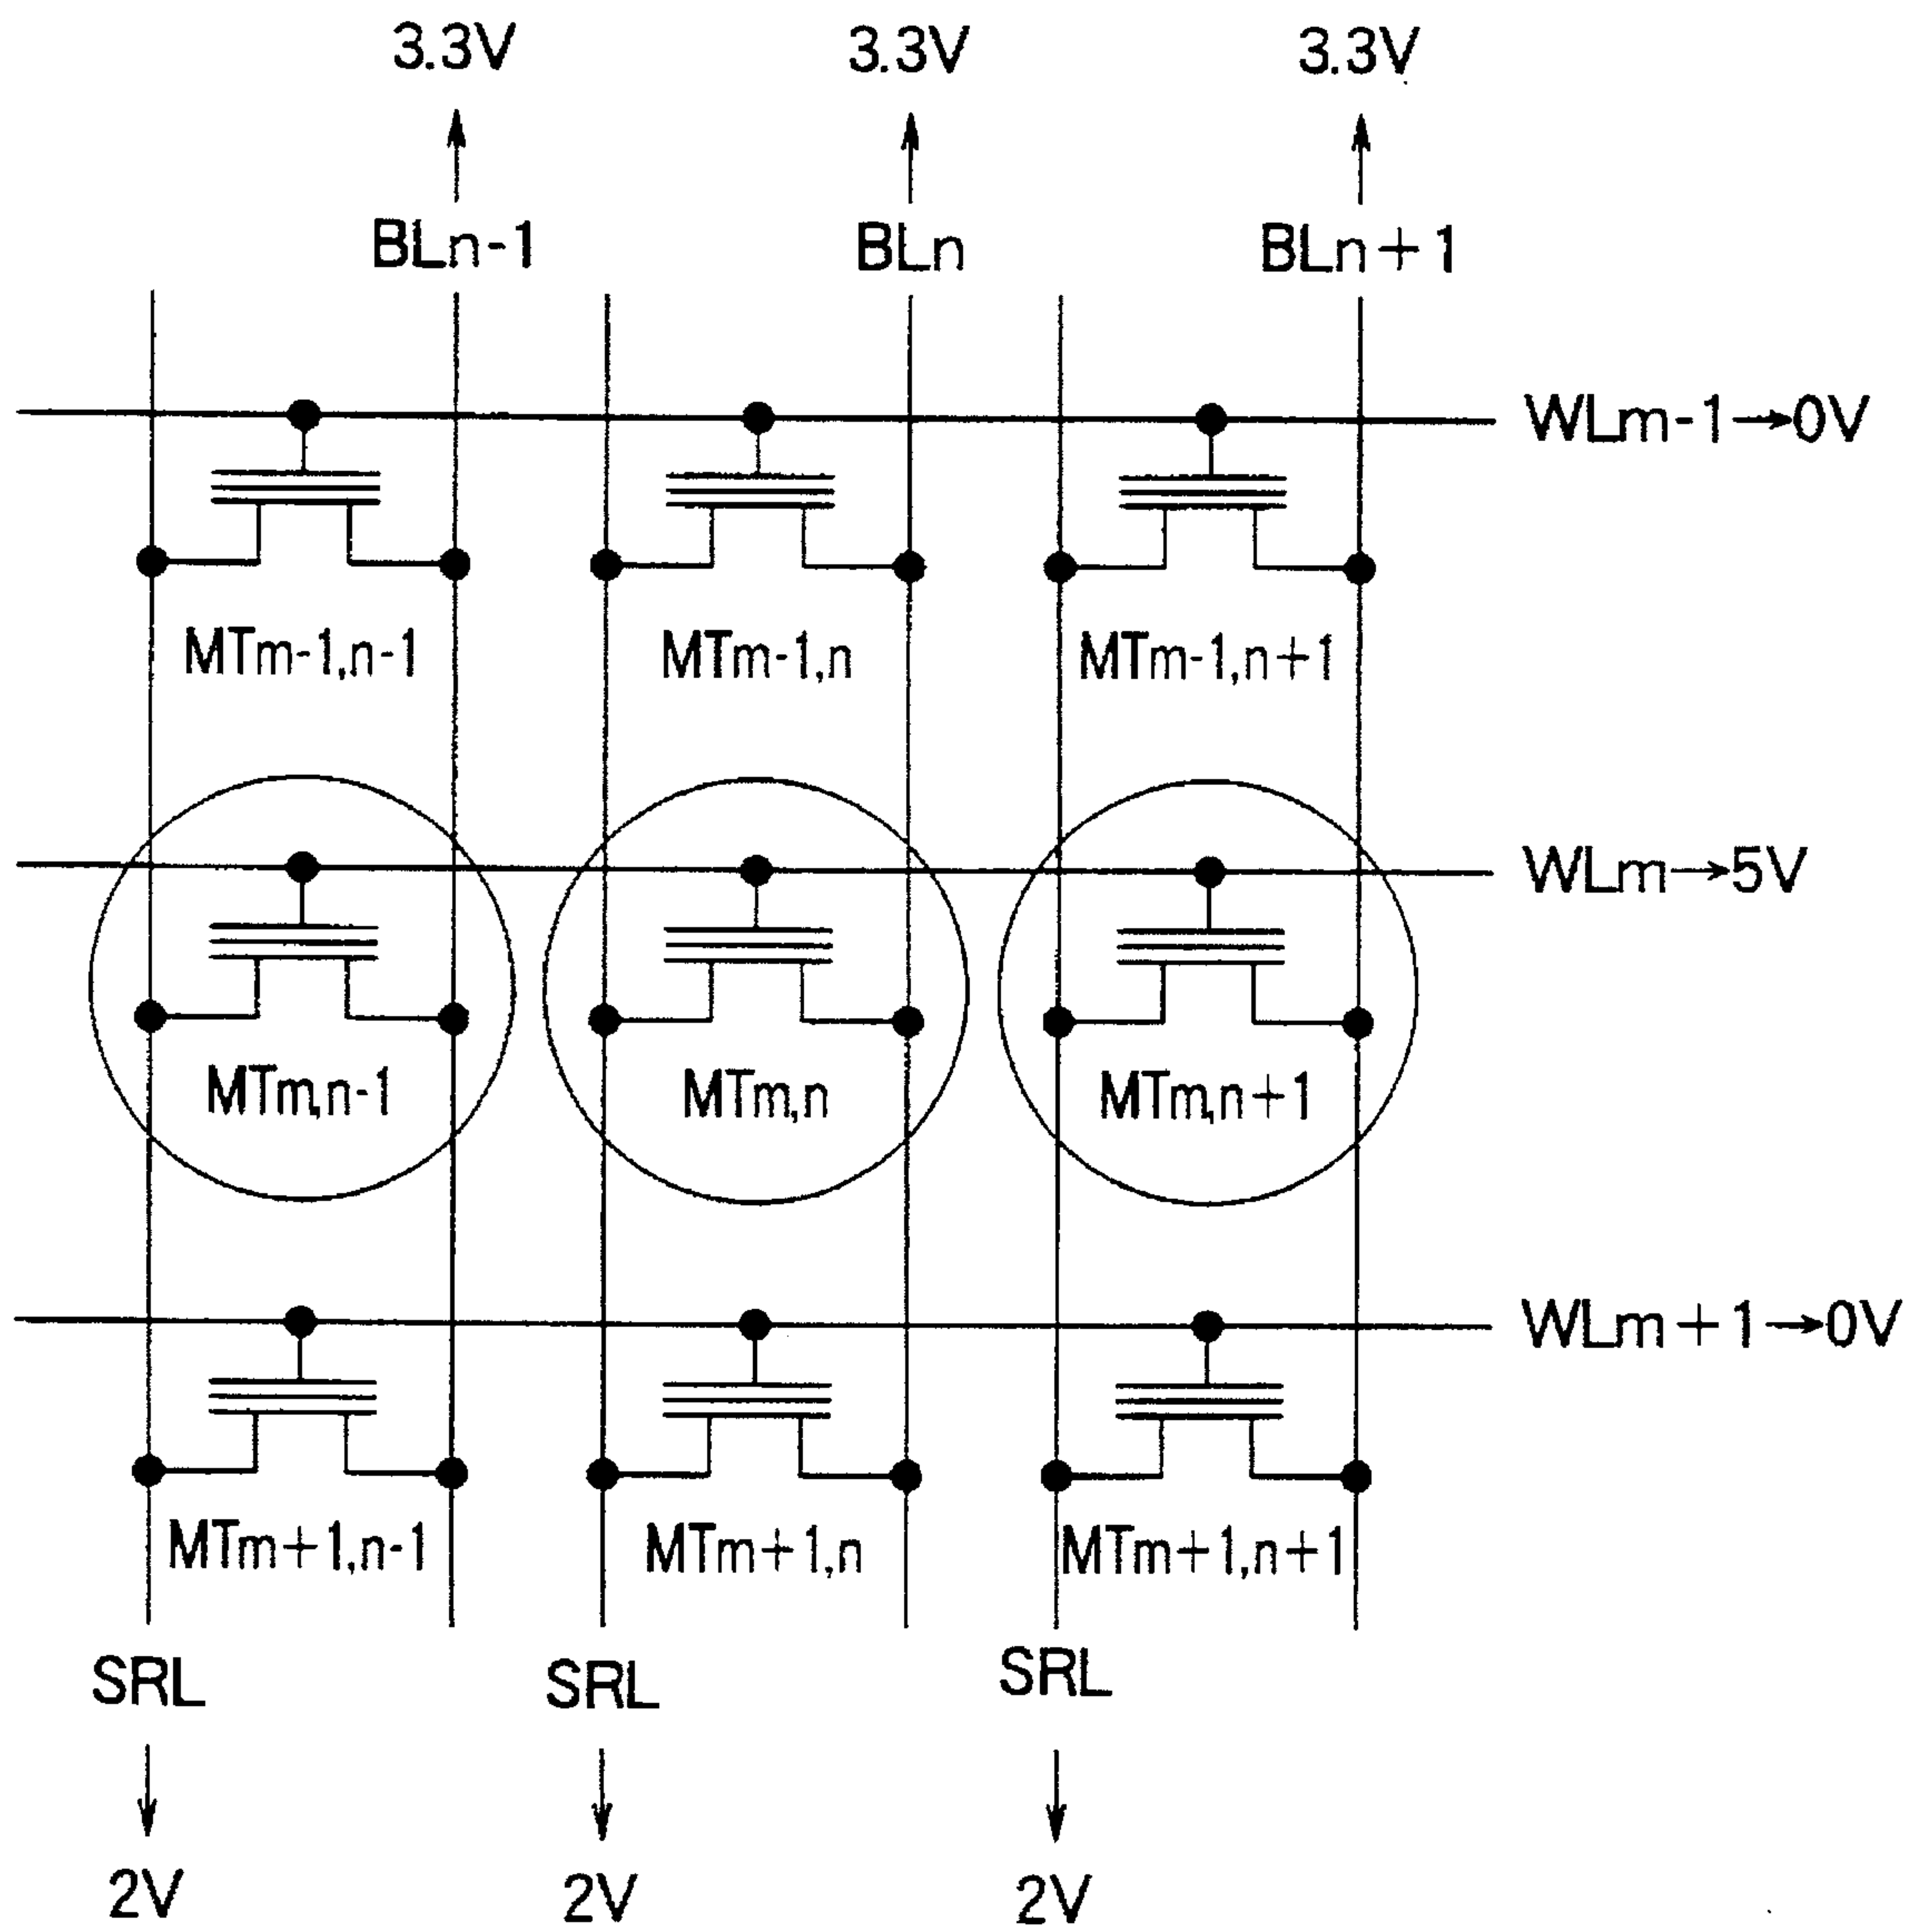 3.3V 3.3V 3.3V
BLn-1 BLn BLn+1
WLm-1→0V
MTm-1,n-1 MTm-1,n MTm-1,n+1
WLm→5V
MTm,n-1 MTm,n MTm,n+1
WLm+1→0V
MTm+1,n-1 MTm+1,n MTm+1,n+1
SRL SRL SRL
2V 2V 2V